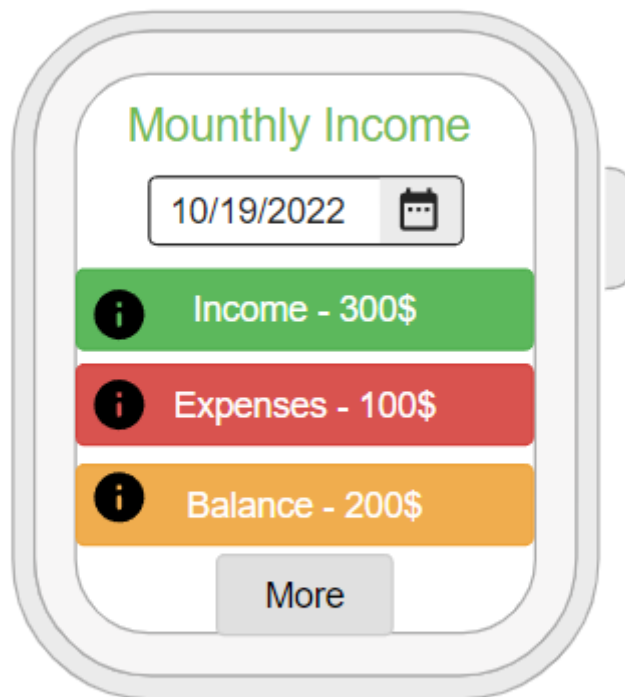 Mounthly Income
10/19/2022
Income - 300$
Expenses - 100$
Balance - 200$
More